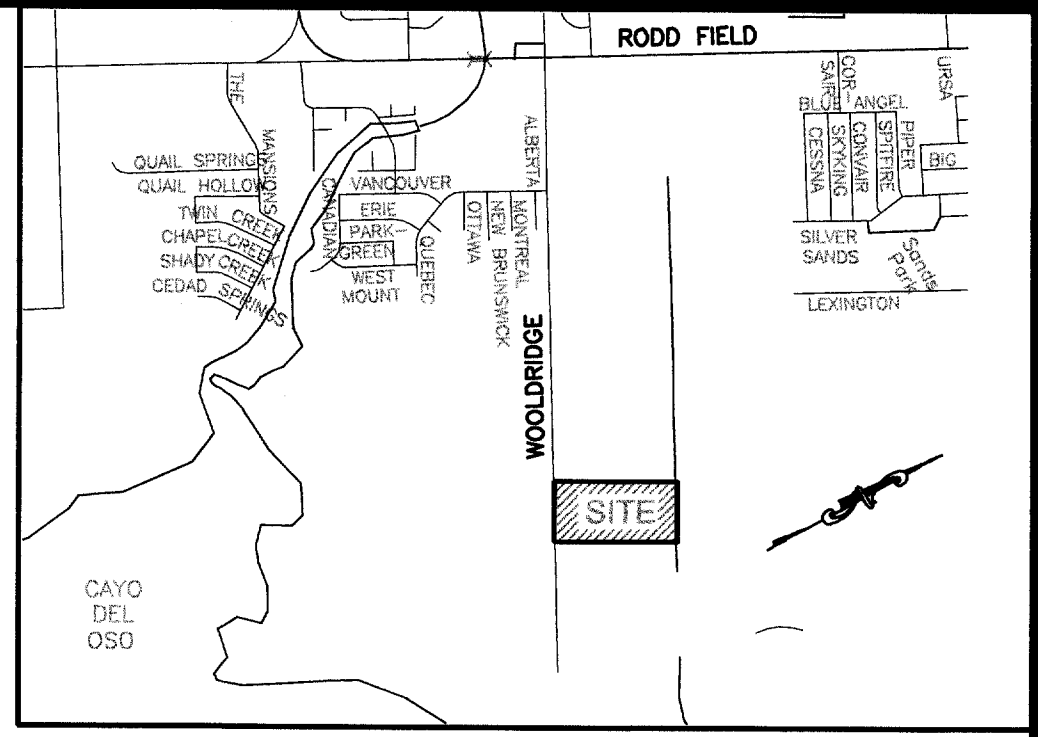 RODD FIELD
THE
MANSIONS
QUAIL SPRING
QUAIL HOLLOW
TWIN CREEK
CHAPEL CREEK
SHADY CREEK
CEDAD SPRINGS
CANADIAN
VANCOUVER
ERIE
PARK-
GREEN
WEST
MOUNT
QUEBEC
OTTAWA
NEW BRUNSWICK
MONTREAL
ALBERTA
WOOLDRIDGE
COR-
SAIR
BLUE ANGEL
CESSNA
SKYKING
CONVAIR
SPITFIRE
PIPER
URSA
BIG
SILVER
SANDS
Sands
Park
LEXINGTON
SITE
CAYO
DEL
OSO